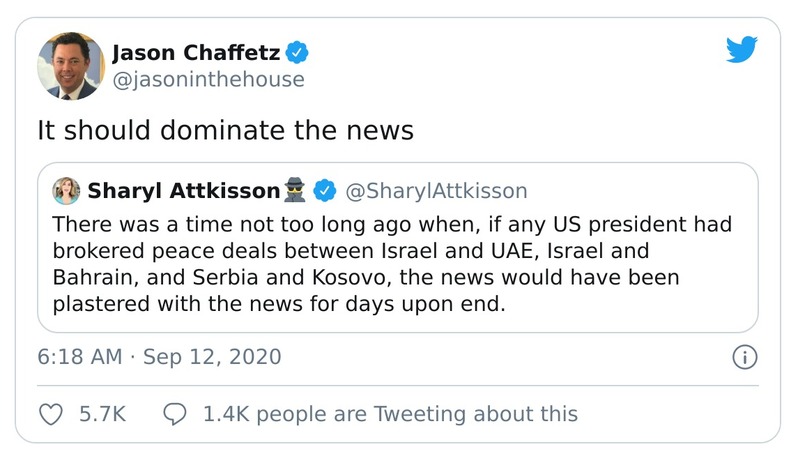 Jason Chaffetz
@jasoninthehouse
It should dominate the news
Sharyl Attkisson🕵️ @SharylAttkisson
There was a time not too long ago when, if any US president had
brokered peace deals between Israel and UAE, Israel and
Bahrain, and Serbia and Kosovo, the news would have been
plastered with the news for days upon end.
6:18 AM · Sep 12, 2020
5.7K 1.4K people are Tweeting about this